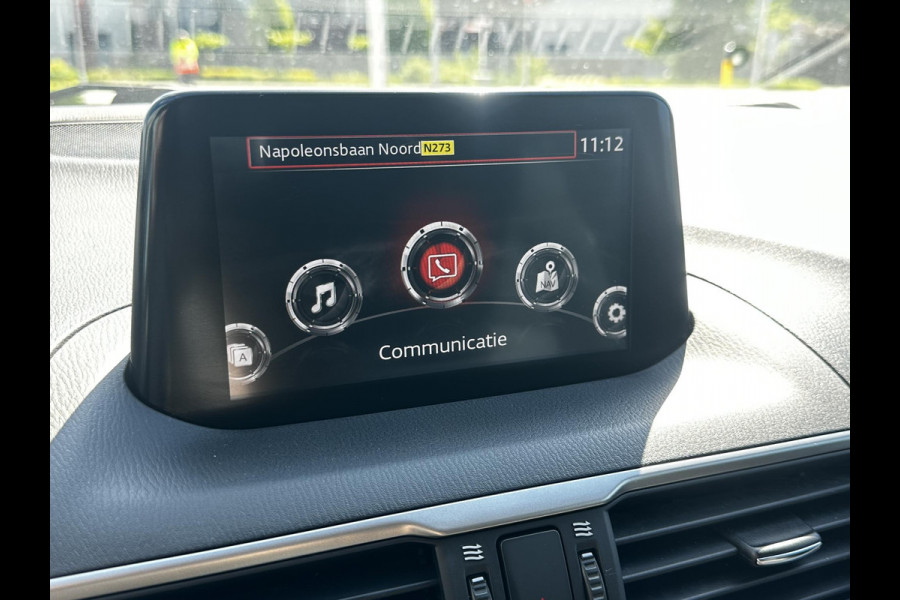 Napoleonsbaan Noord N273 11:12
NAV
A
Communicatie